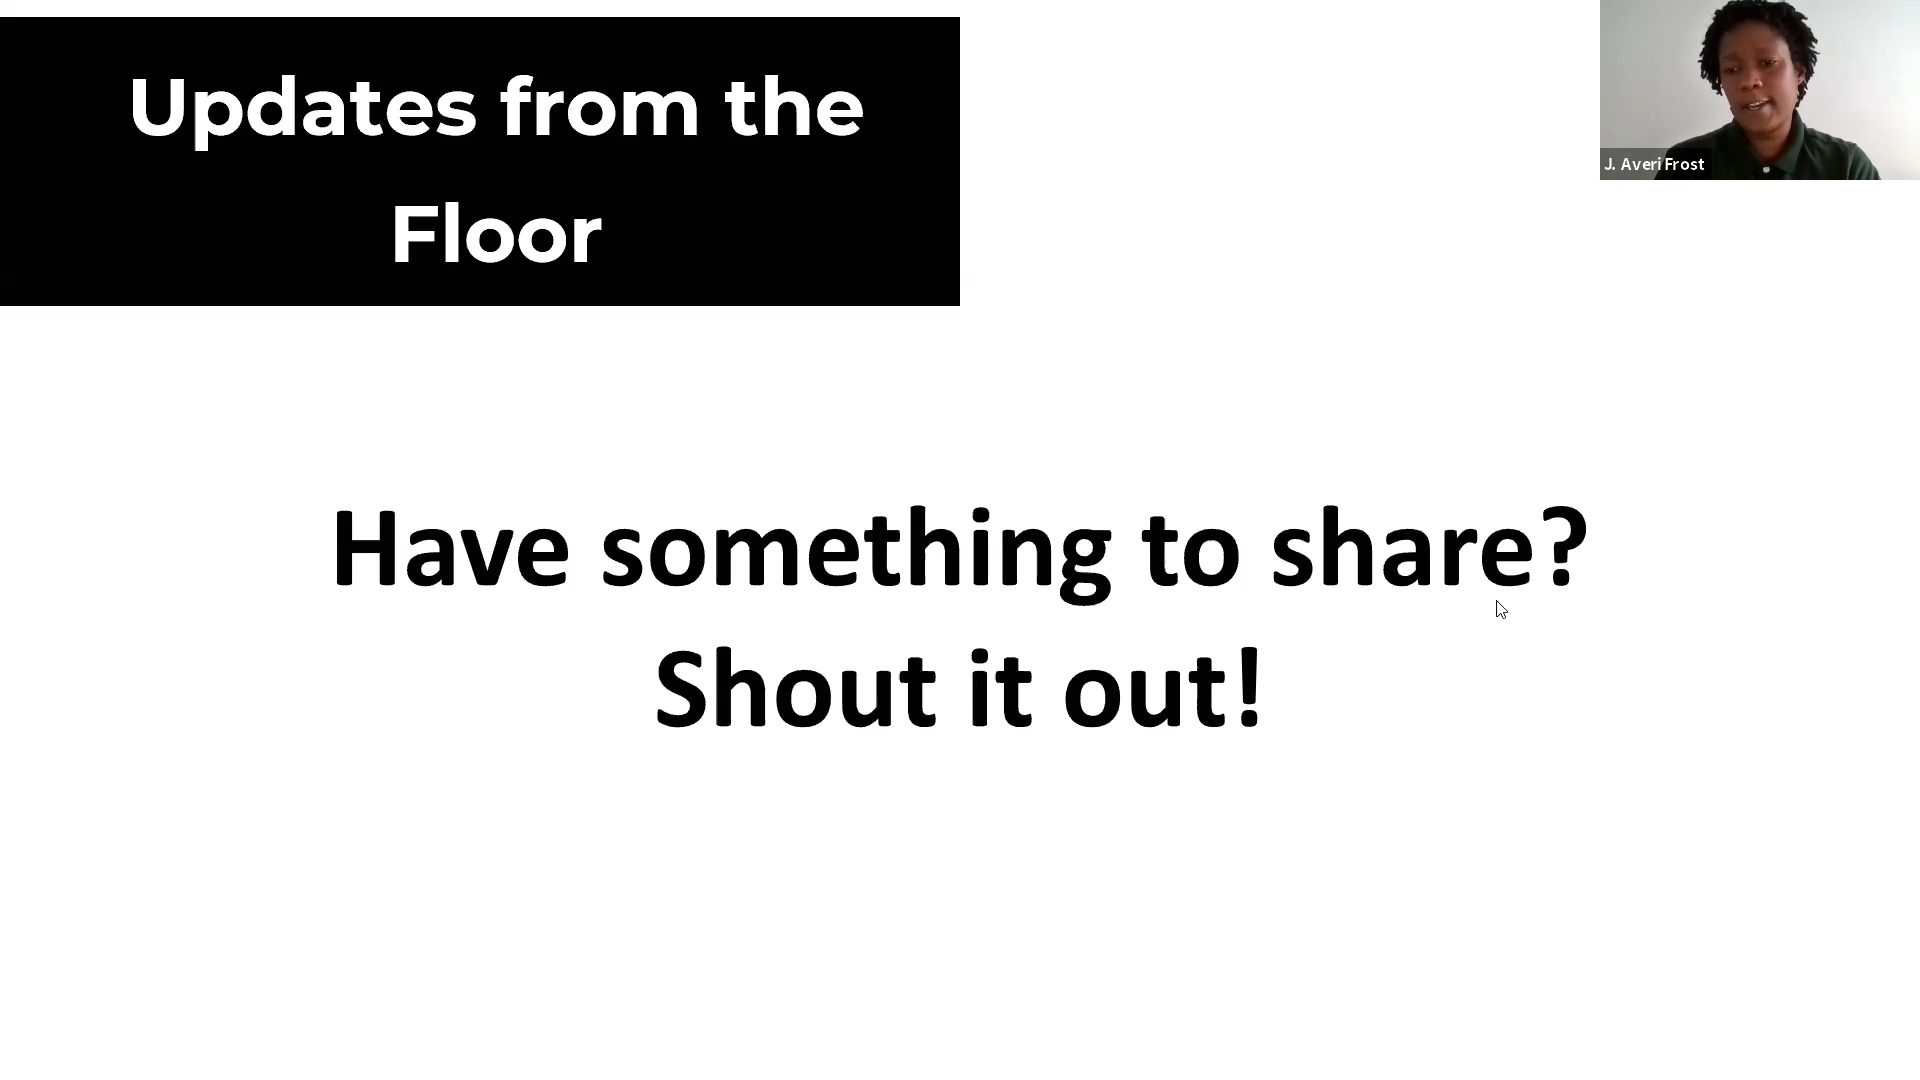 Updates from the
Floor
J. Averi Frost
Have something to share?
Shout it out!